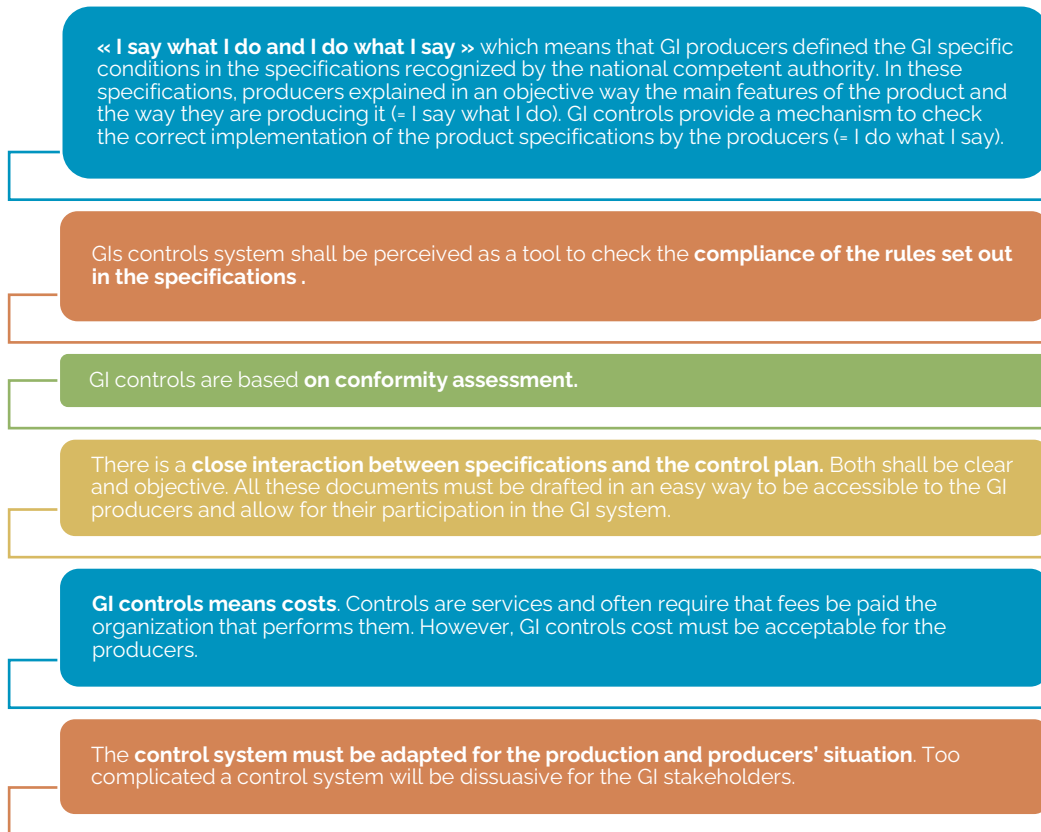 « I say what I do and I do what I say » which means that GI producers defined the GI specific
conditions in the specifications recognized by the national competent authority. In these
specifications, producers explained in an objective way the main features of the product and
the way they are producing it (= I say what I do). GI controls provide a mechanism to check
the correct implementation of the product specifications by the producers (= I do what I say).
GIs controls system shall be perceived as a tool to check the compliance of the rules set out
in the specifications .
GI controls are based on conformity assessment.
There is a close interaction between specifications and the control plan. Both shall be clear
and objective. All these documents must be drafted in an easy way to be accessible to the GI
producers and allow for their participation in the GI system.
GI controls means costs. Controls are services and often require that fees be paid the
organization that performs them. However, GI controls cost must be acceptable for the
producers.
The control system must be adapted for the production and producers' situation. Too
complicated a control system will be dissuasive for the GI stakeholders.